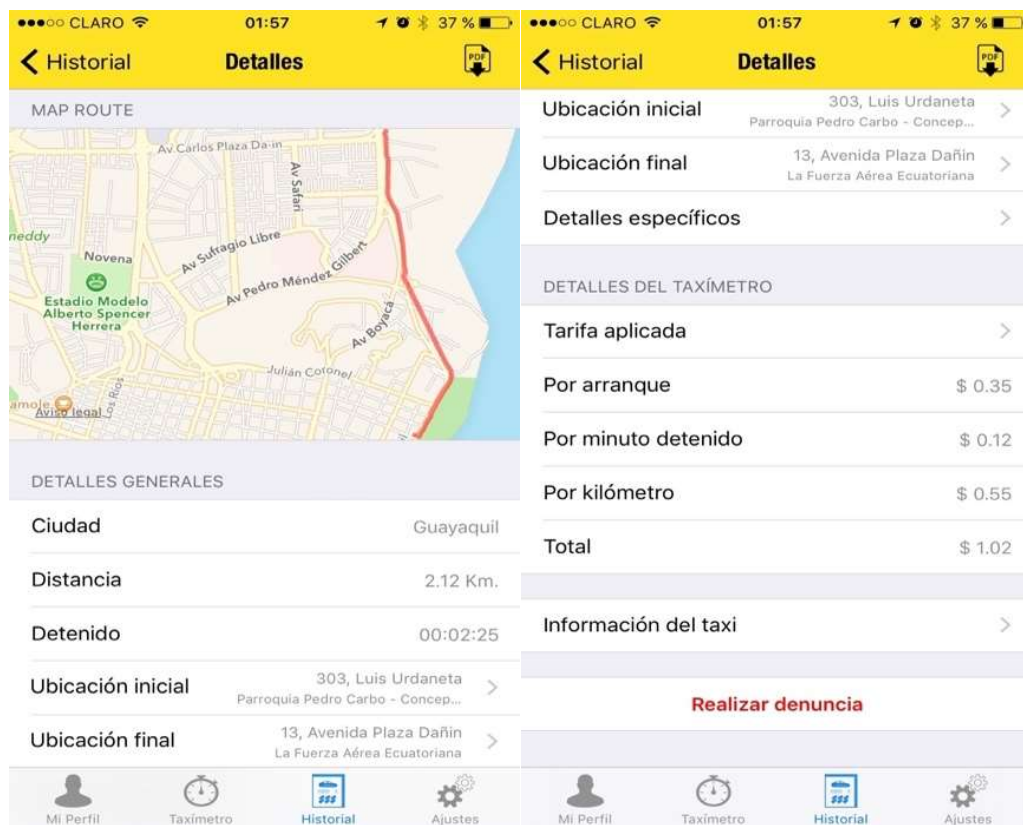 CLARO 01:57 37 %
Historial Detalles PDF
MAP ROUTE
Av Carlos Plaza Da-in
Av Safari
neddy
Novena
Av Sufragio Libre
Estadio Modelo
Alberto Spencer
Herrera
Av Pedro Méndez Gilbert
Av Boyacá
Julián Coronel
Los Rios
amole
Aviso legal
DETALLES GENERALES
Ciudad Guayaquil
Distancia 2.12 Km.
Detenido 00:02:25
Ubicación inicial 303, Luis Urdaneta
Parroquia Pedro Carbo - Concep...
Ubicación final 13, Avenida Plaza Dañin
La Fuerza Aérea Ecuatoriana
Mi Perfil Taxímetro Historial Ajustes
CLARO 01:57 37 %
Historial Detalles PDF
Ubicación inicial 303, Luis Urdaneta
Parroquia Pedro Carbo - Concep...
Ubicación final 13, Avenida Plaza Dañin
La Fuerza Aérea Ecuatoriana
Detalles específicos
DETALLES DEL TAXÍMETRO
Tarifa aplicada
Por arranque $ 0.35
Por minuto detenido $ 0.12
Por kilómetro $ 0.55
Total $ 1.02
Información del taxi
Realizar denuncia
Mi Perfil Taxímetro Historial Ajustes